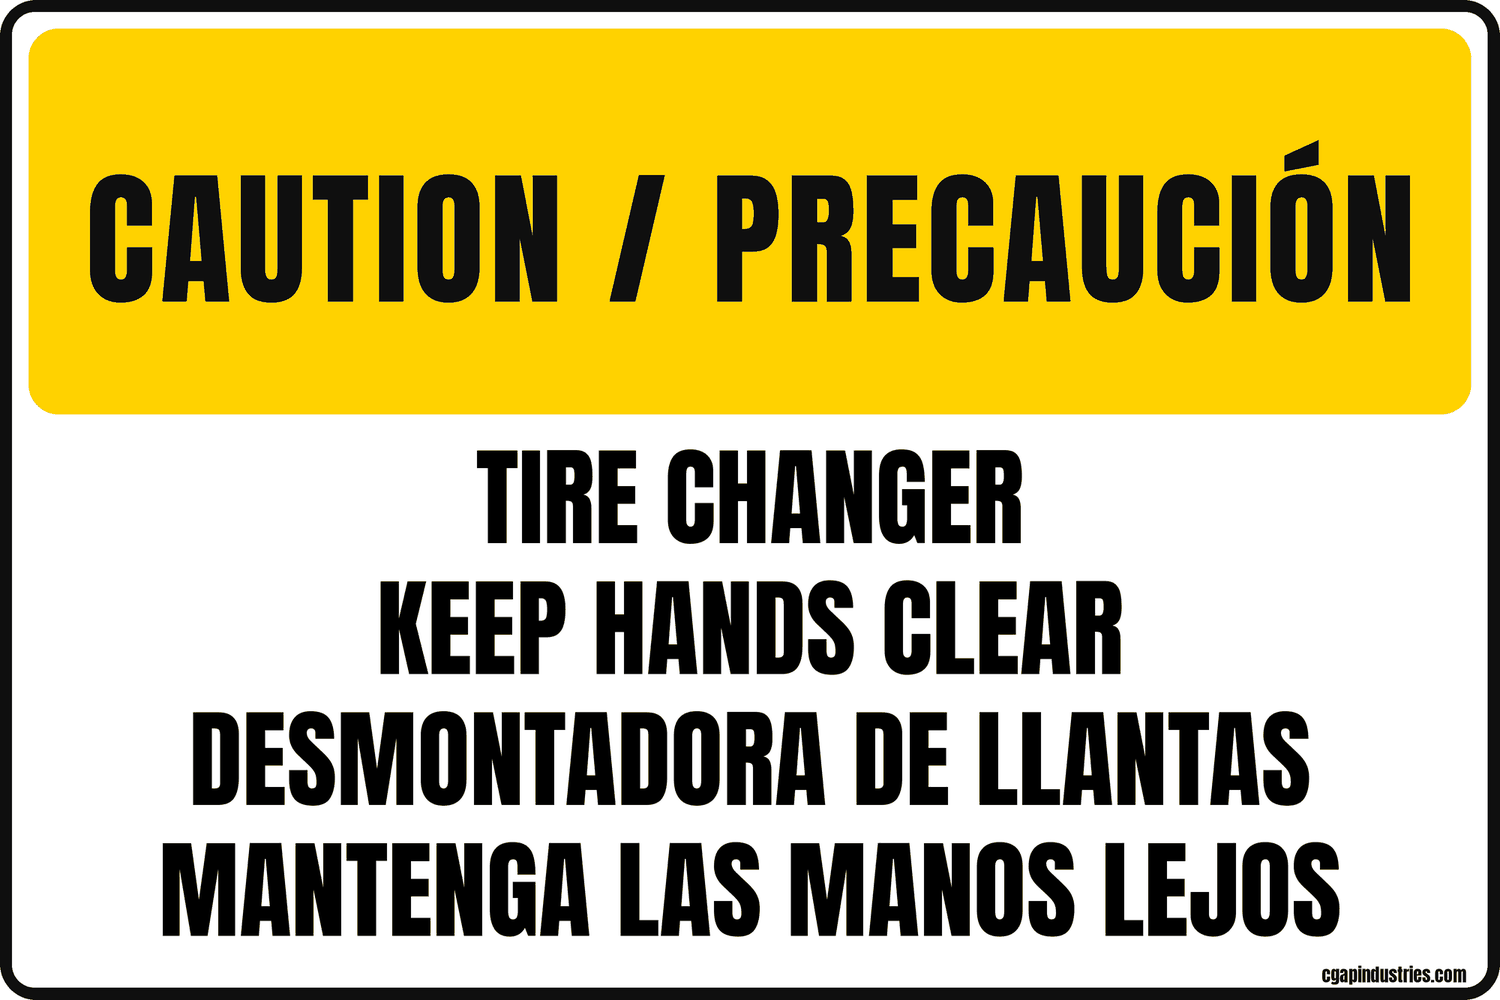 CAUTION / PRECAUCIÓN
TIRE CHANGER
KEEP HANDS CLEAR
DESMONTADORA DE LLANTAS
MANTENGA LAS MANOS LEJOS
cgapindustries.com